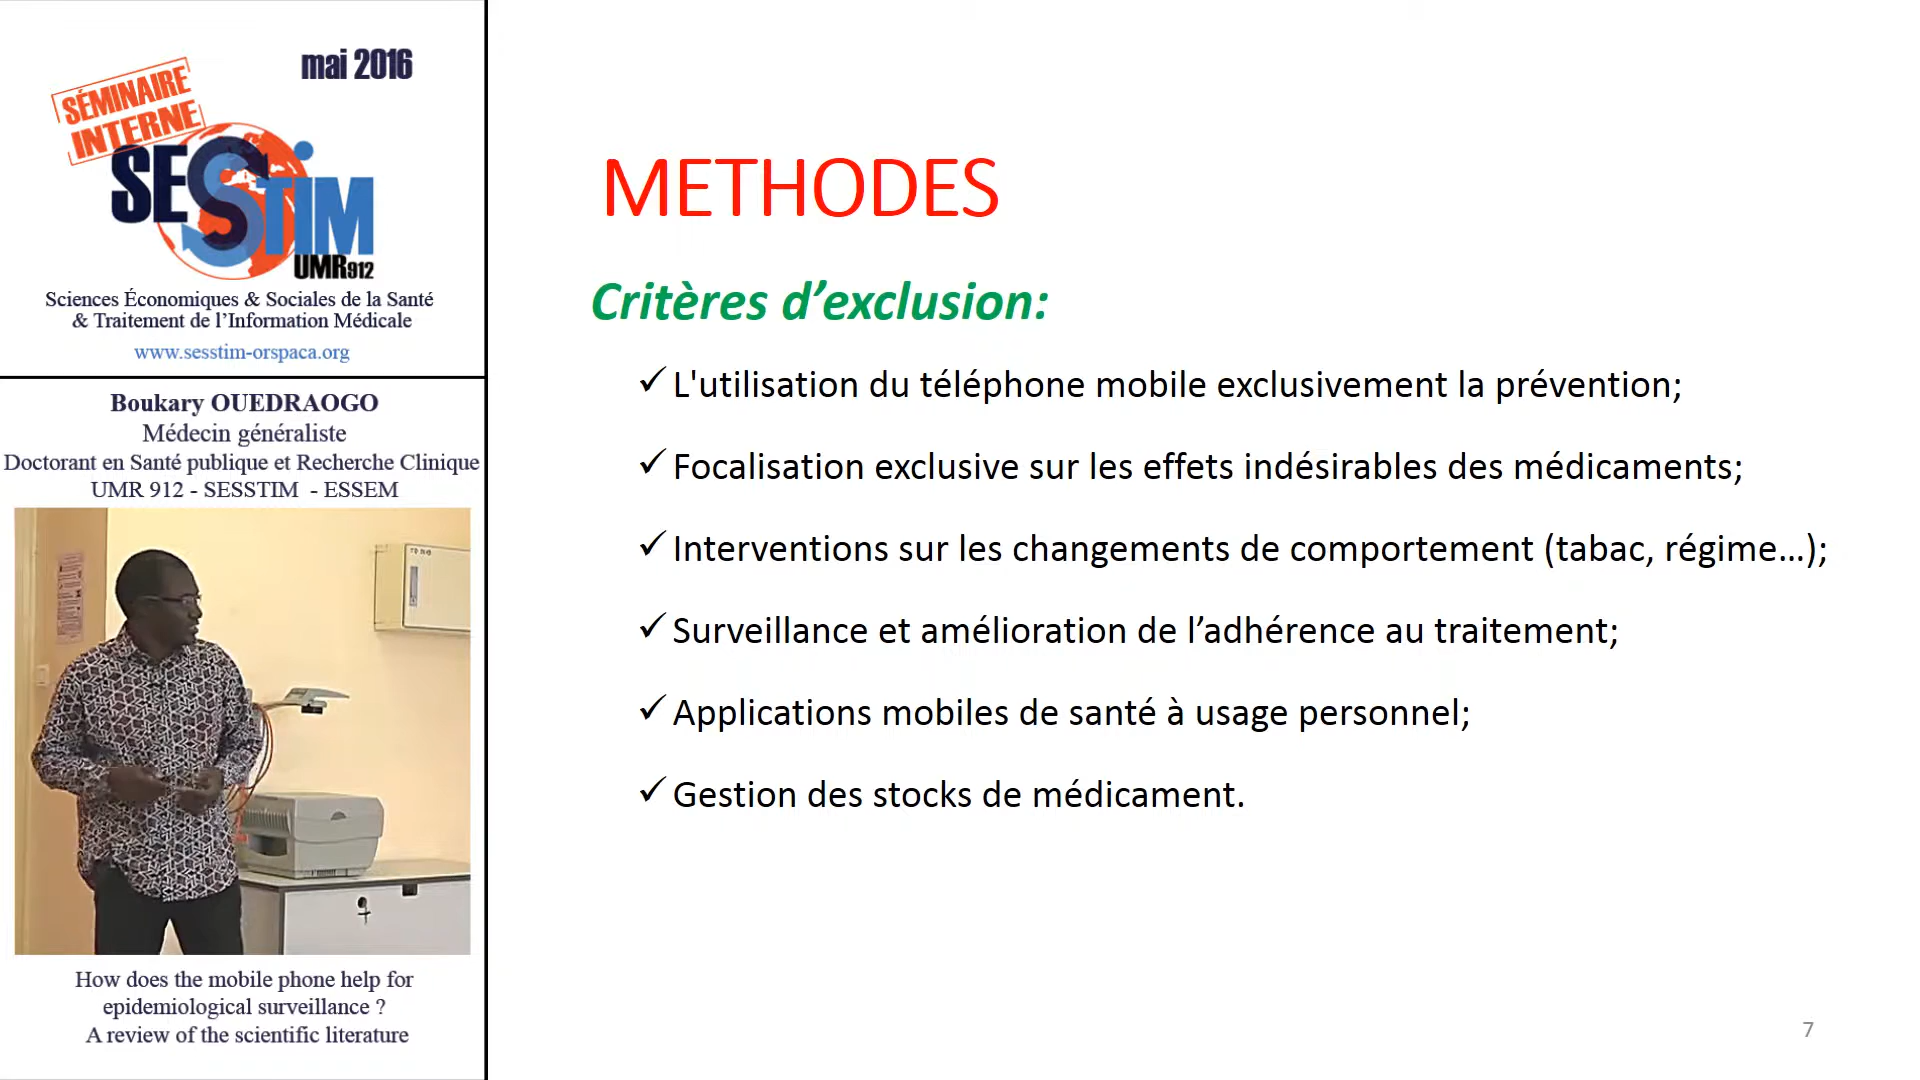 mai 2016
SÉMINAIRE
INTERNE
SESSTIM
UMR912
Sciences Économiques & Sociales de la Santé
& Traitement de l'Information Médicale
www.sesstim-orspaca.org
Boukary OUEDRAOGO
Médecin généraliste
Doctorant en Santé publique et Recherche Clinique
UMR 912 - SESSTIM - ESSEM
How does the mobile phone help for
epidemiological surveillance ?
A review of the scientific literature
METHODES
Critères d’exclusion:
✓ L'utilisation du téléphone mobile exclusivement la prévention;
✓ Focalisation exclusive sur les effets indésirables des médicaments;
✓ Interventions sur les changements de comportement (tabac, régime...);
✓ Surveillance et amélioration de l’adhérence au traitement;
✓ Applications mobiles de santé à usage personnel;
✓ Gestion des stocks de médicament.
7